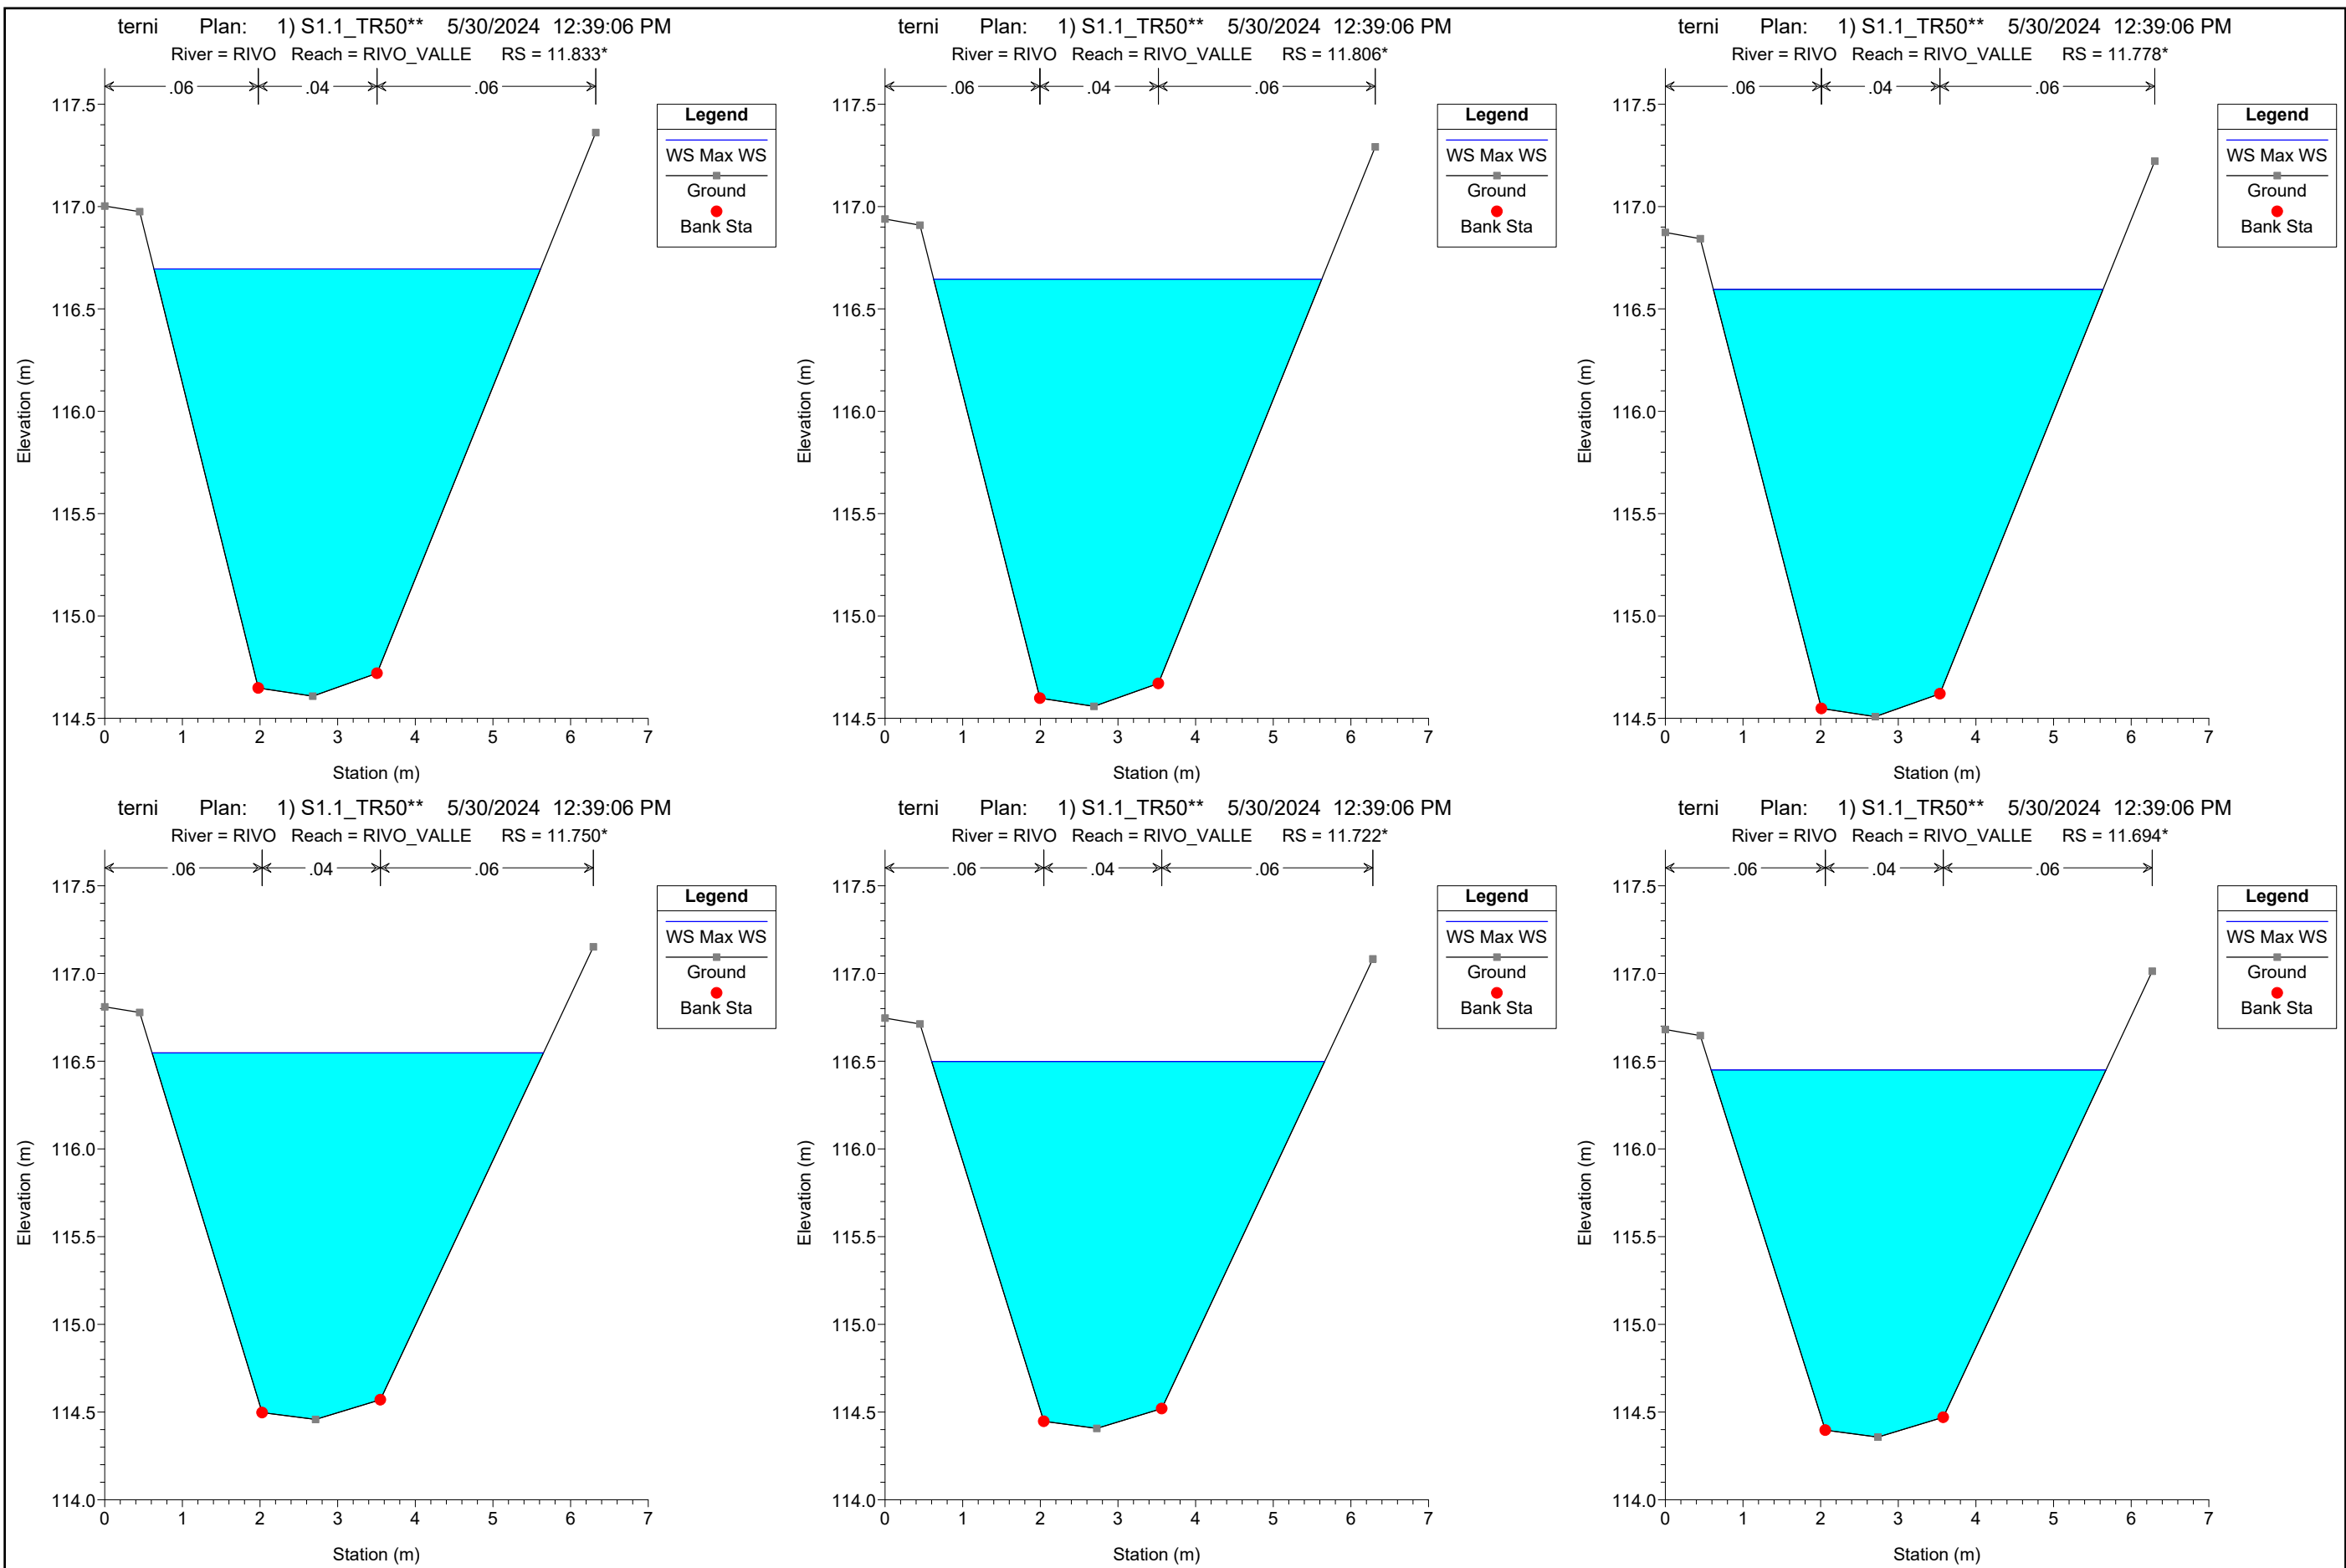 terni Plan: 1) S1.1_TR50** 5/30/2024 12:39:06 PM
River = RIVO Reach = RIVO_VALLE RS = 11.833*
.06 .04 .06
Legend
WS Max WS
Ground
Bank Sta
117.5
117.0
116.5
116.0
115.5
115.0
114.5
Elevation (m)
0 1 2 3 4 5 6 7
Station (m)
terni Plan: 1) S1.1_TR50** 5/30/2024 12:39:06 PM
River = RIVO Reach = RIVO_VALLE RS = 11.806*
.06 .04 .06
Legend
WS Max WS
Ground
Bank Sta
117.5
117.0
116.5
116.0
115.5
115.0
114.5
Elevation (m)
0 1 2 3 4 5 6 7
Station (m)
terni Plan: 1) S1.1_TR50** 5/30/2024 12:39:06 PM
River = RIVO Reach = RIVO_VALLE RS = 11.778*
.06 .04 .06
Legend
WS Max WS
Ground
Bank Sta
117.5
117.0
116.5
116.0
115.5
115.0
114.5
Elevation (m)
0 1 2 3 4 5 6 7
Station (m)
terni Plan: 1) S1.1_TR50** 5/30/2024 12:39:06 PM
River = RIVO Reach = RIVO_VALLE RS = 11.750*
.06 .04 .06
Legend
WS Max WS
Ground
Bank Sta
117.5
117.0
116.5
116.0
115.5
115.0
114.5
114.0
Elevation (m)
0 1 2 3 4 5 6 7
Station (m)
terni Plan: 1) S1.1_TR50** 5/30/2024 12:39:06 PM
River = RIVO Reach = RIVO_VALLE RS = 11.722*
.06 .04 .06
Legend
WS Max WS
Ground
Bank Sta
117.5
117.0
116.5
116.0
115.5
115.0
114.5
114.0
Elevation (m)
0 1 2 3 4 5 6 7
Station (m)
terni Plan: 1) S1.1_TR50** 5/30/2024 12:39:06 PM
River = RIVO Reach = RIVO_VALLE RS = 11.694*
.06 .04 .06
Legend
WS Max WS
Ground
Bank Sta
117.5
117.0
116.5
116.0
115.5
115.0
114.5
114.0
Elevation (m)
0 1 2 3 4 5 6 7
Station (m)